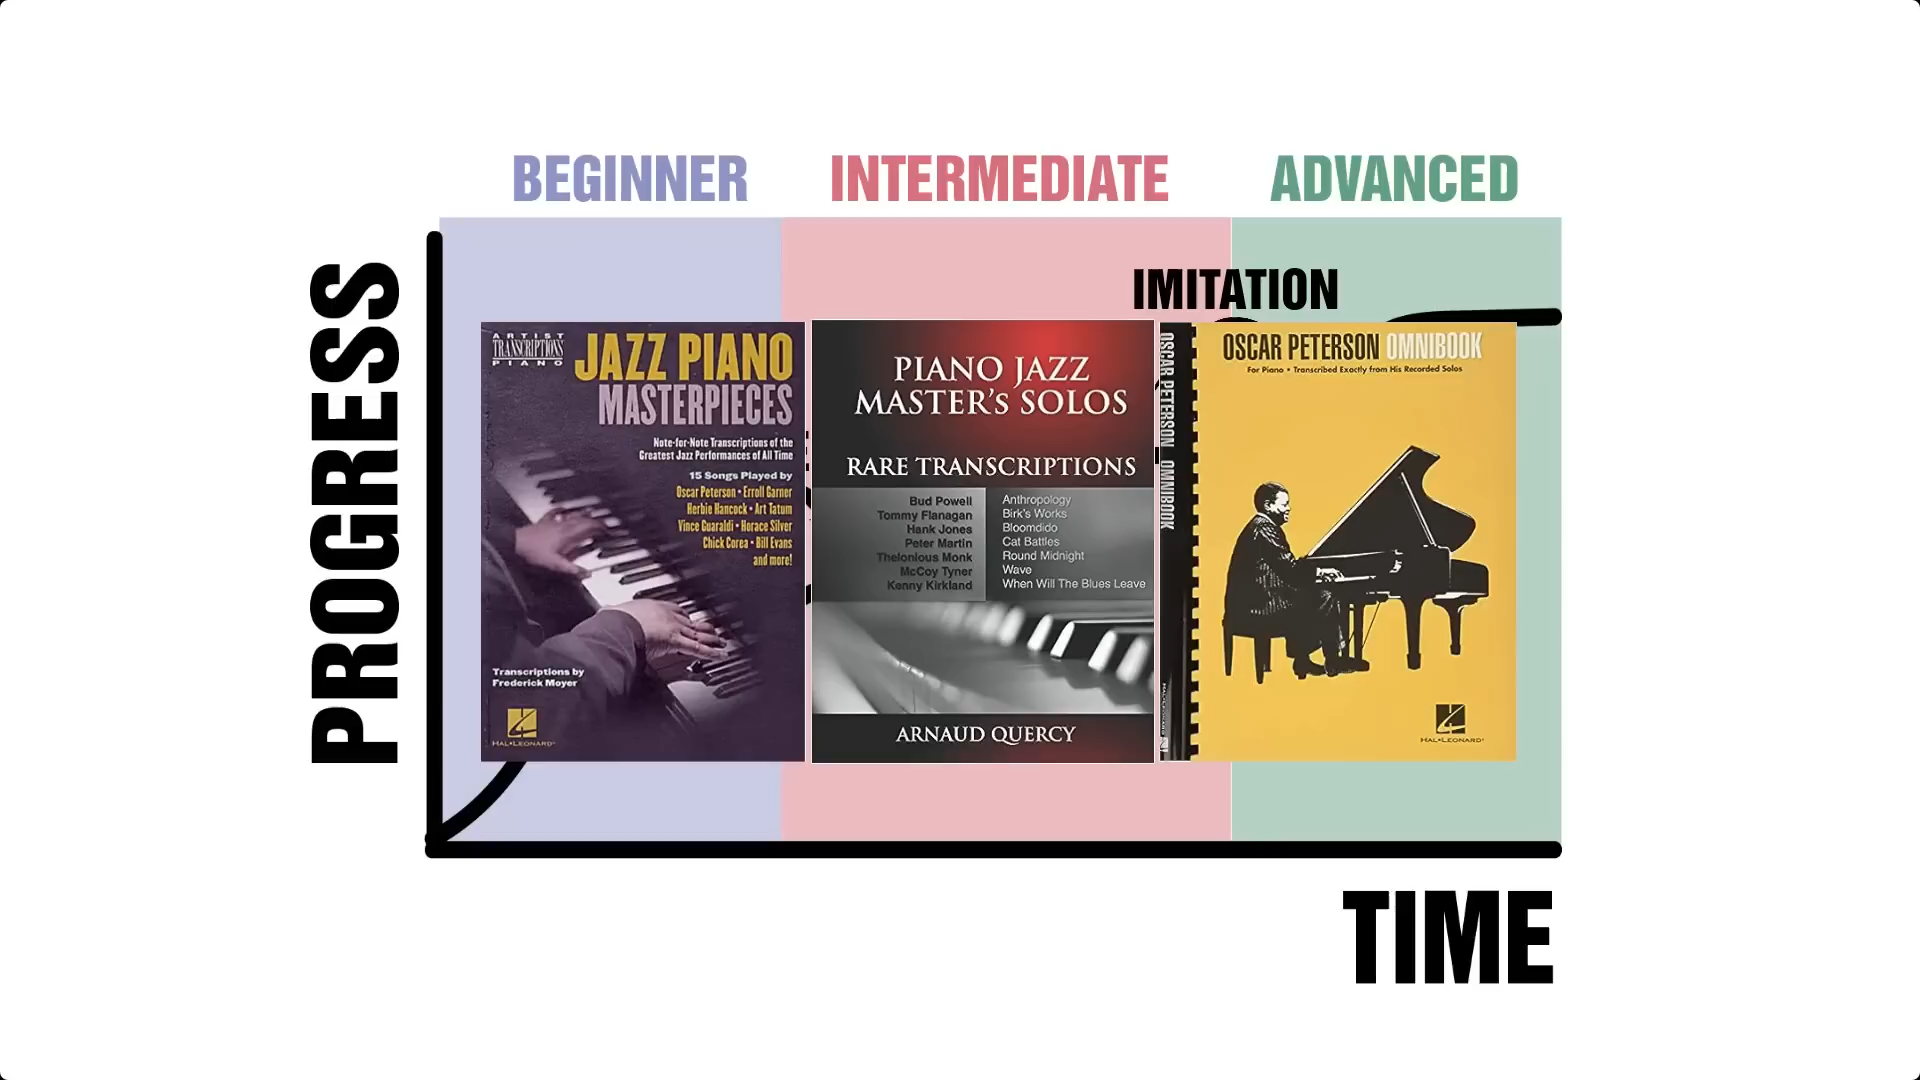 BEGINNER
INTERMEDIATE
ADVANCED
PROGRESS
IMITATION
ARTIST
TRANSCRIPTIONS
PIANO
JAZZ PIANO
MASTERPIECES
Note-for-Note Transcriptions of the
Greatest Jazz Performances of All Time
15 Songs Played by
Oscar Peterson • Erroll Garner
Herbie Hancock • Art Tatum
Vince Guaraldi • Horace Silver
Chick Corea • Bill Evans
and more!
Transcriptions by
Frederick Moyer
HAL•LEONARD
PIANO JAZZ
MASTER's SOLOS
RARE TRANSCRIPTIONS
Bud Powell
Tommy Flanagan
Hank Jones
Peter Martin
Thelonious Monk
McCoy Tyner
Kenny Kirkland
Anthropology
Birk's Works
Bloomdido
Cat Battles
Round Midnight
Wave
When Will The Blues Leave
ARNAUD QUERCY
OSCAR PETERSON OMNIBOOK
OSCAR PETERSON OMNIBOOK
For Piano • Transcribed Exactly from His Recorded Solos
HAL•LEONARD
TIME